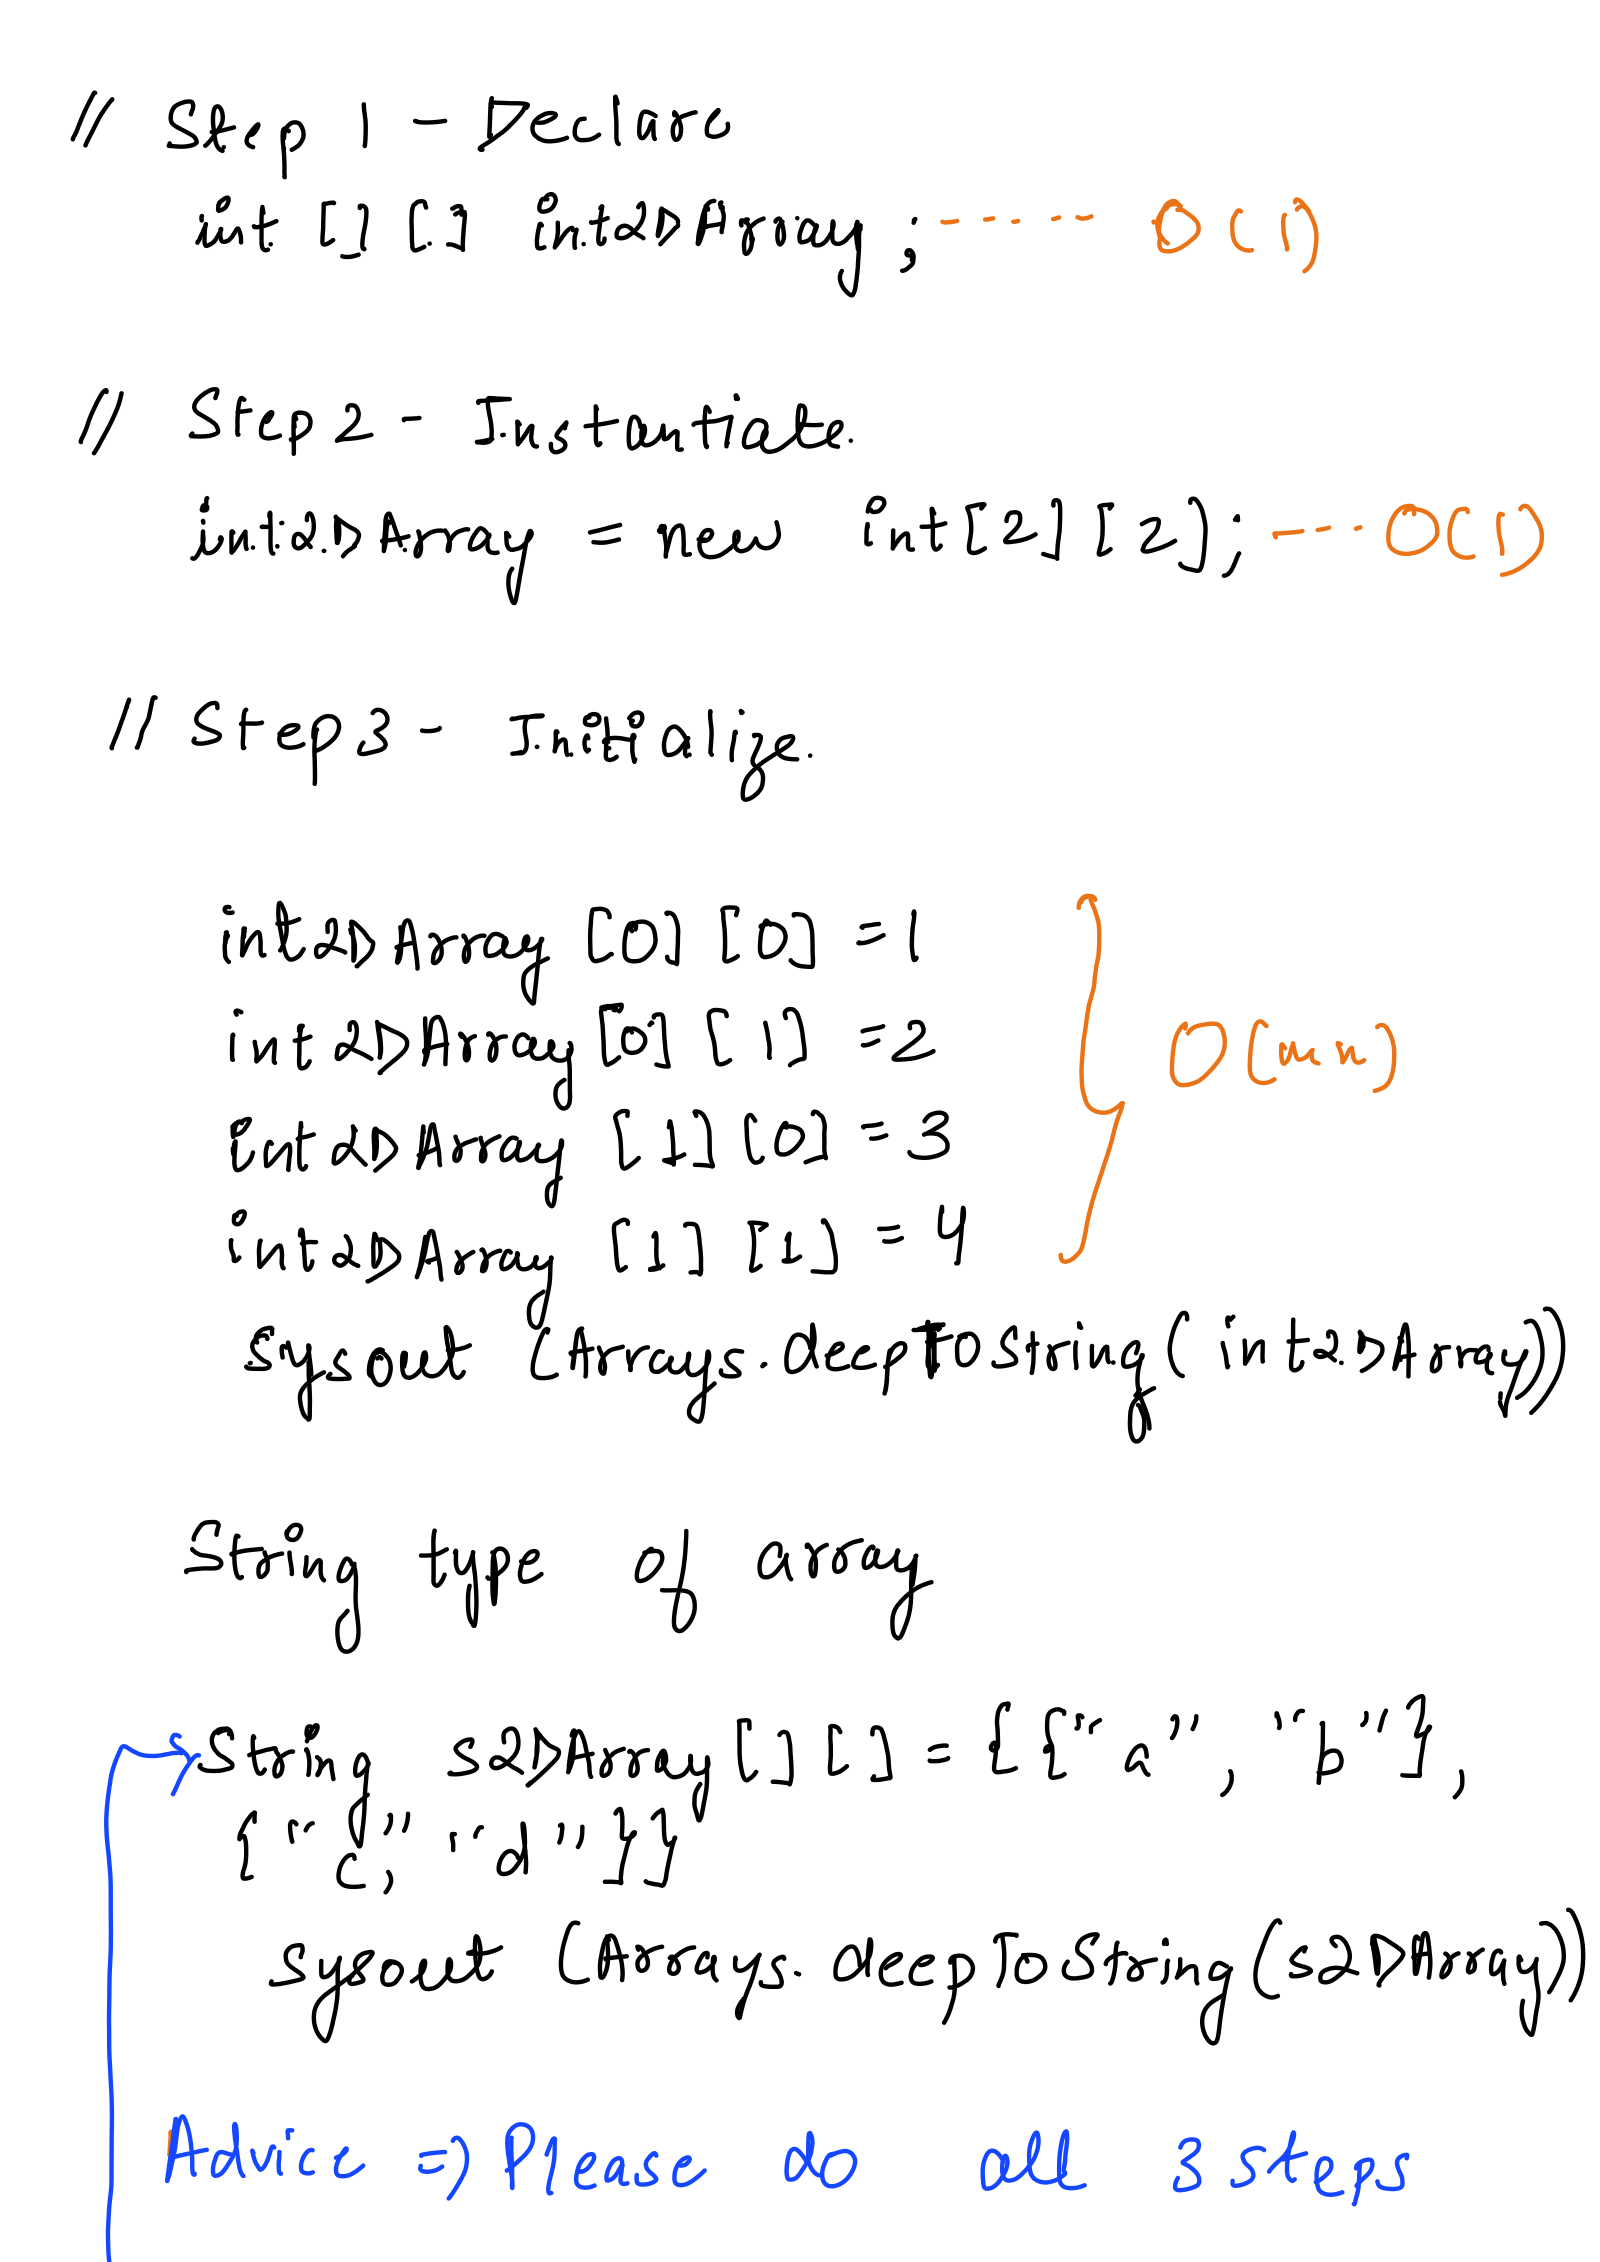 // Step 1 - Declare
int [] [] int2DArray ; ----- O(1)
// Step 2 - Instantiate.
int2DArray = new int[2][2]; ---- O(1)
// Step 3 - Initialize.
int2DArray [0] [0] = 1
int2DArray [0] [1] = 2
int2DArray [1] [0] = 3
int2DArray [1] [1] = 4
O(mn)
sysout (Arrays.deepToString( int2DArray))
String type of array
String s2DArray [] [] = {{"a", "b"},
{"c", "d"}}
sysout (Arrays.deepToString(s2DArray))
Advice => Please do all 3 steps